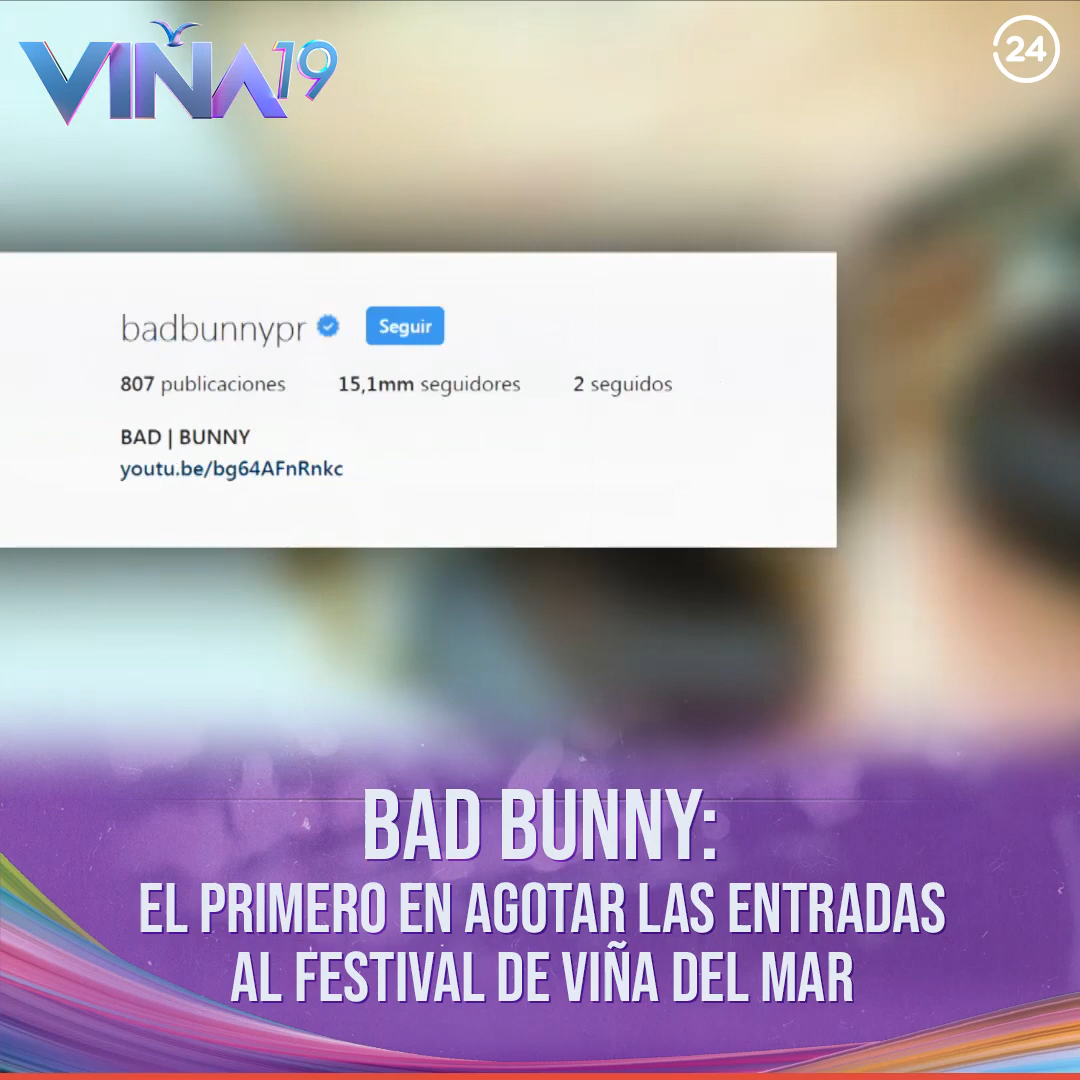 VIÑA19
24
badbunnypr Seguir
807 publicaciones 15,1mm seguidores 2 seguidos
BAD | BUNNY
youtu.be/bg64AFnRnkc
BAD BUNNY:
EL PRIMERO EN AGOTAR LAS ENTRADAS
AL FESTIVAL DE VIÑA DEL MAR